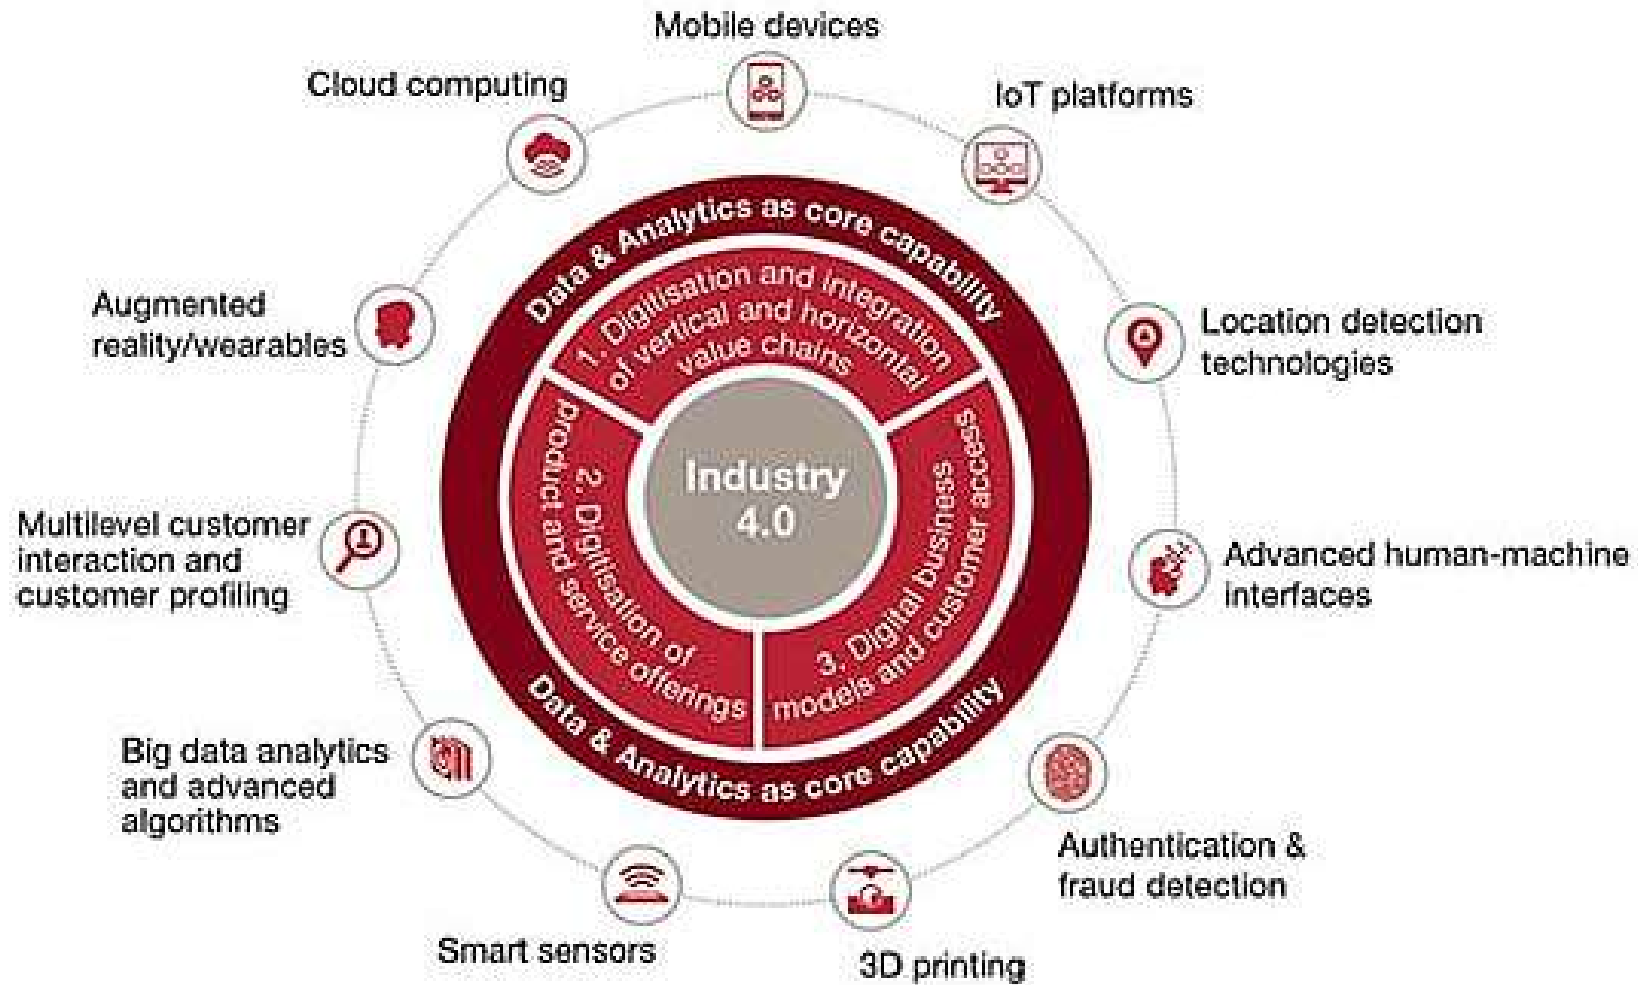 Mobile devices
Cloud computing
IoT platforms
Data & Analytics as core capability
1. Digitisation and integration
of vertical and horizontal
value chains
Augmented
reality/wearables
Location detection
technologies
Industry
4.0
2. Digitisation of
product and service offerings
3. Digital business
models and customer access
Multilevel customer
interaction and
customer profiling
Advanced human-machine
interfaces
Data & Analytics as core capability
Big data analytics
and advanced
algorithms
Authentication &
fraud detection
Smart sensors
3D printing